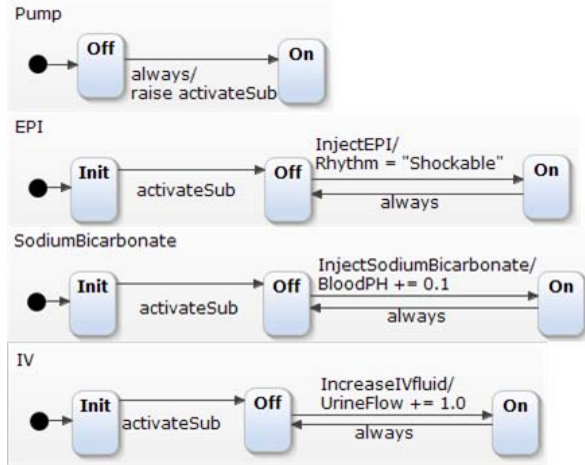 Pump
Off
On
always/
raise activateSub
EPI
Init
activateSub
Off
InjectEPI/
Rhythm = "Shockable"
always
On
SodiumBicarbonate
Init
activateSub
Off
InjectSodiumBicarbonate/
BloodPH += 0.1
always
On
IV
Init
activateSub
Off
IncreaseIVfluid/
UrineFlow += 1.0
always
On